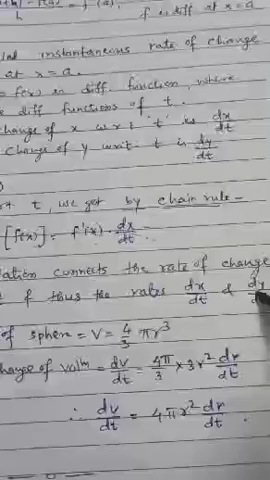 f is diff at x = a
instantaneous rate of change
at x = a.
= f(x) is diff. function, where
diff functions of t.
change of x w.r.t 't' is dx/dt
change of y w.r.t. t is dy/dt
t, we get by chain rule-
[f(x)] = f'(x) · dx/dt.
connects the rate of change
f thus the rates dx/dt & dy
of sphere = V = 4/3 πr³
of Volm = dv/dt = 4π/3 × 3r² dr/dt
∴ dv/dt = 4πr² dr/dt.